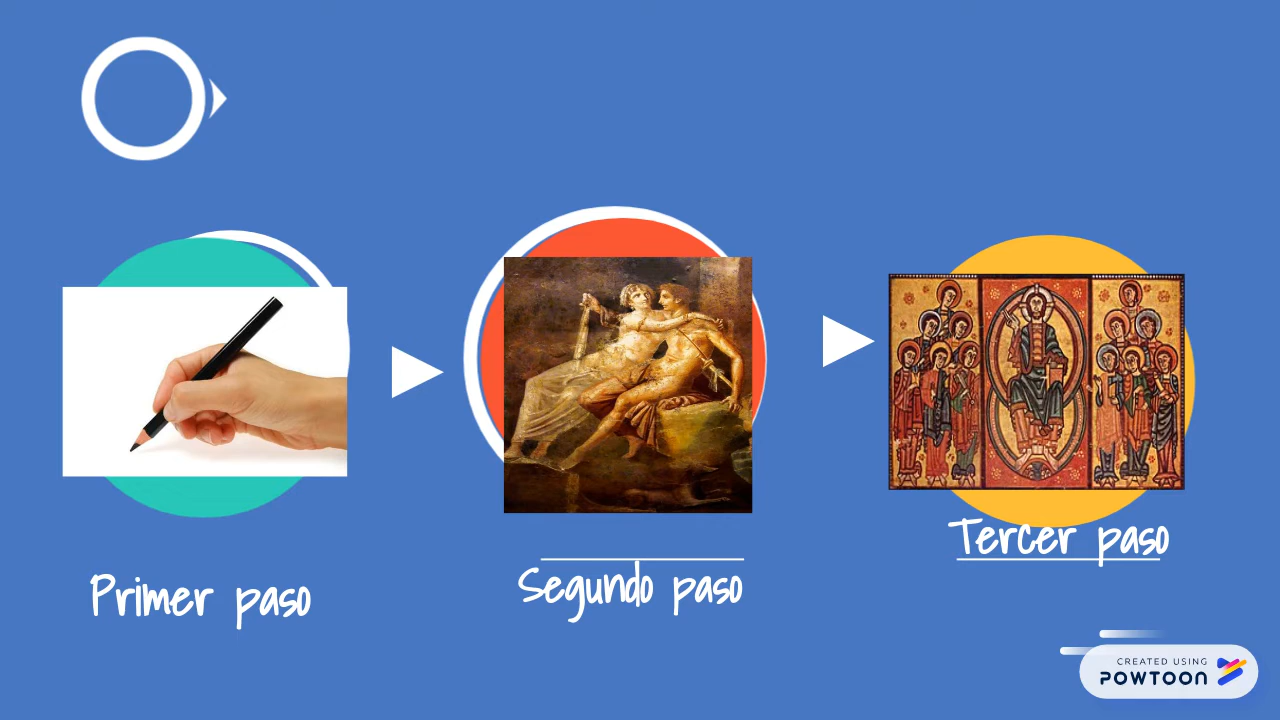 Primer paso
Segundo paso
Tercer paso
CREATED USING
POWTOON